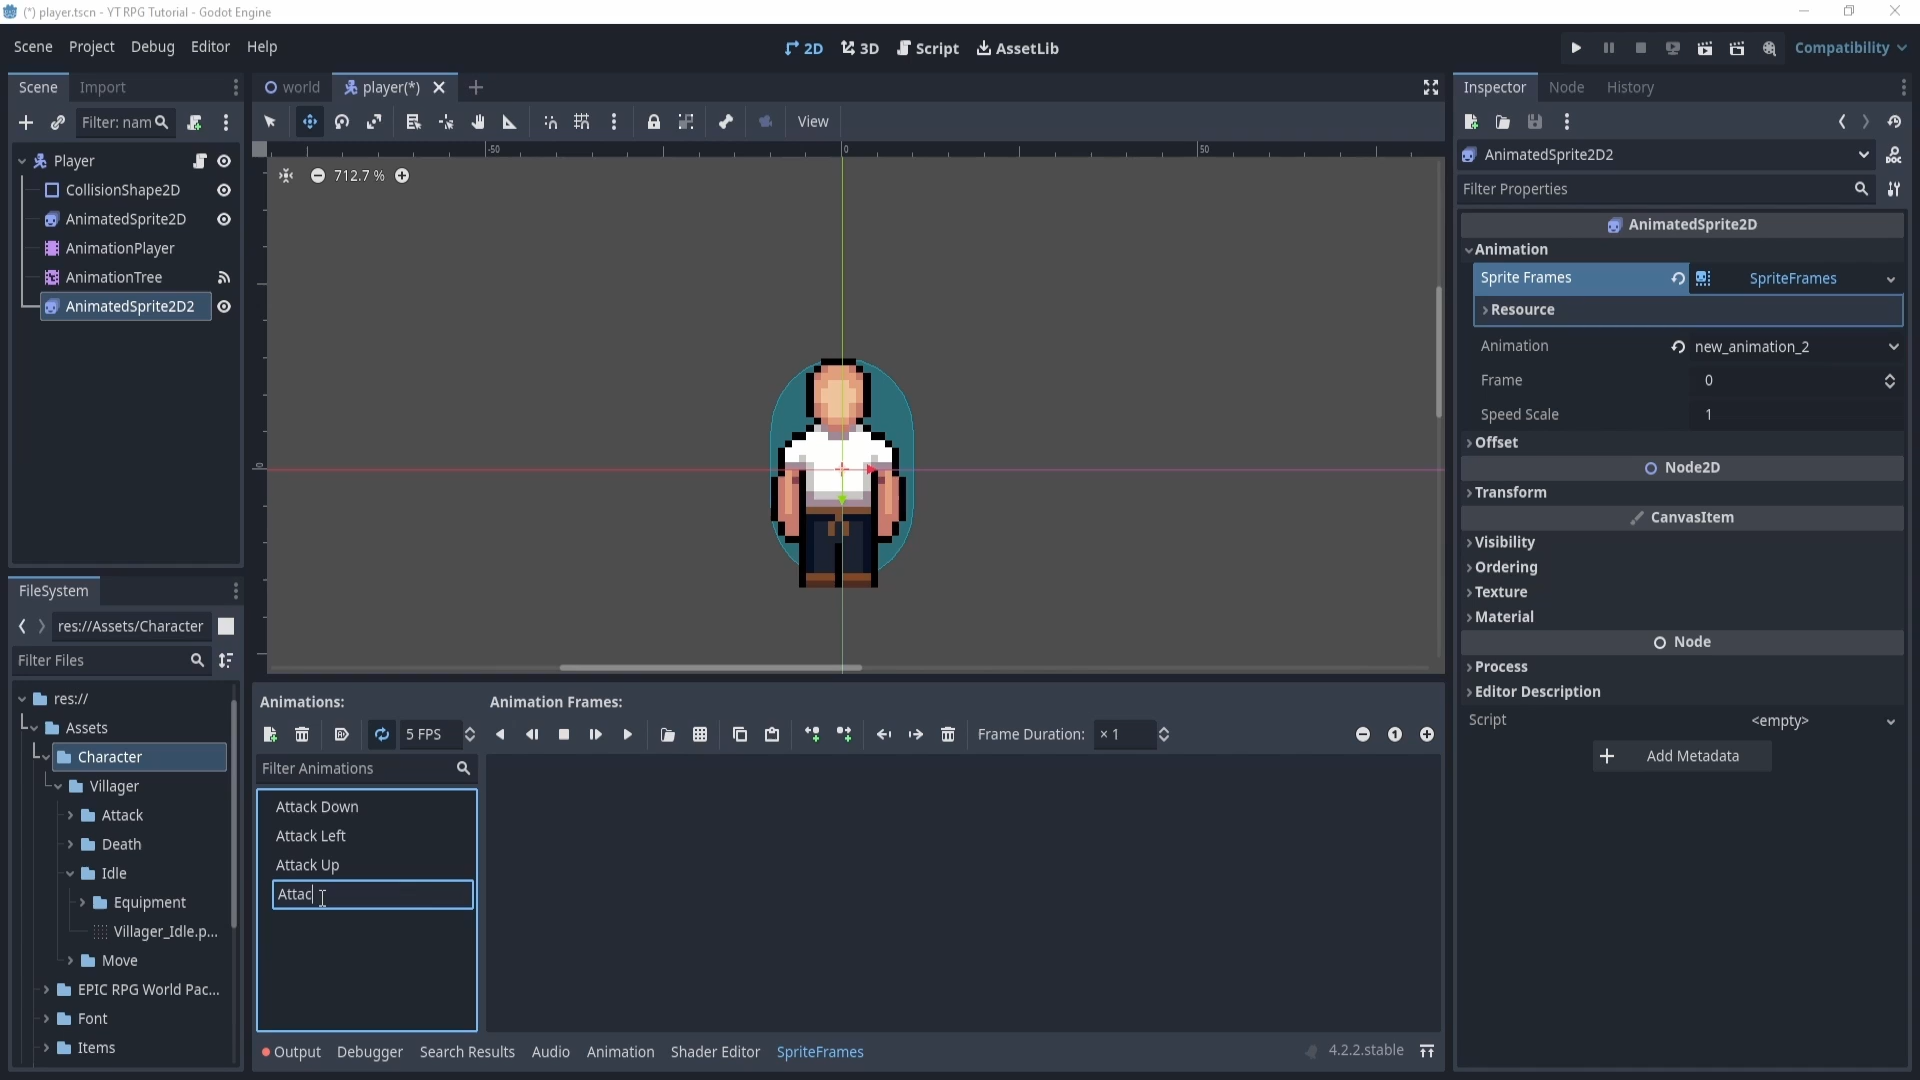 (*) player.tscn - YT RPG Tutorial - Godot Engine
Scene Project Debug Editor Help
2D 3D Script AssetLib
Compatibility
Scene Import
world player(*)
Inspector Node History
Filter: nam
View
Player
CollisionShape2D
AnimatedSprite2D
AnimationPlayer
AnimationTree
AnimatedSprite2D2
-50 0 50
712.7 %
0
AnimatedSprite2D2
Filter Properties
AnimatedSprite2D
Animation
Sprite Frames SpriteFrames
Resource
Animation new_animation_2
Frame 0
Speed Scale 1
Offset
Node2D
Transform
CanvasItem
Visibility
Ordering
Texture
Material
Node
Process
Editor Description
Script <empty>
Add Metadata
FileSystem
res://Assets/Character
Filter Files
res://
Assets
Character
Villager
Attack
Death
Idle
Equipment
Villager_Idle.p...
Move
EPIC RPG World Pac...
Font
Items
Animations: Animation Frames:
5 FPS
Frame Duration: × 1
1
Filter Animations
Attack Down
Attack Left
Attack Up
Attac
Output Debugger Search Results Audio Animation Shader Editor SpriteFrames
4.2.2.stable